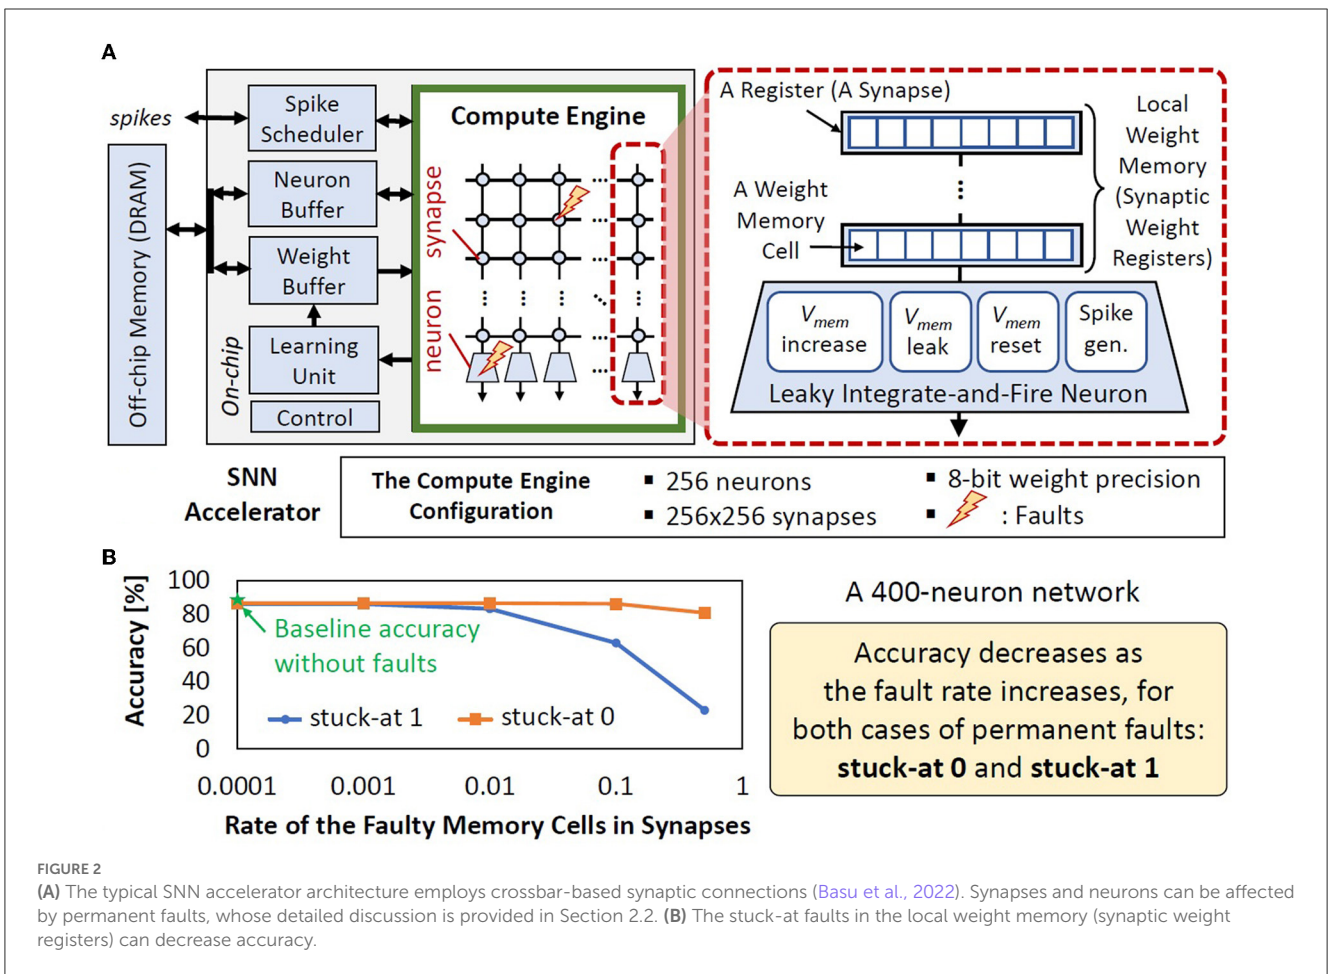 A
spikes
Off-chip Memory (DRAM)
Spike
Scheduler
Neuron
Buffer
Weight
Buffer
Learning
Unit
Control
On-chip
Compute Engine
synapse
neuron
A Register (A Synapse)
A Weight
Memory
Cell
Local
Weight
Memory
(Synaptic
Weight
Registers)
Vmem
increase
Vmem
leak
Vmem
reset
Spike
gen.
Leaky Integrate-and-Fire Neuron
SNN
Accelerator
The Compute Engine
Configuration
▪ 256 neurons
▪ 256x256 synapses
▪ 8-bit weight precision
▪ : Faults
B
Accuracy [%]
100
80
60
40
20
0
Baseline accuracy
without faults
stuck-at 1
stuck-at 0
0.0001 0.001 0.01 0.1 1
Rate of the Faulty Memory Cells in Synapses
A 400-neuron network
Accuracy decreases as
the fault rate increases, for
both cases of permanent faults:
stuck-at 0 and stuck-at 1
FIGURE 2
(A) The typical SNN accelerator architecture employs crossbar-based synaptic connections (Basu et al., 2022). Synapses and neurons can be affected
by permanent faults, whose detailed discussion is provided in Section 2.2. (B) The stuck-at faults in the local weight memory (synaptic weight
registers) can decrease accuracy.